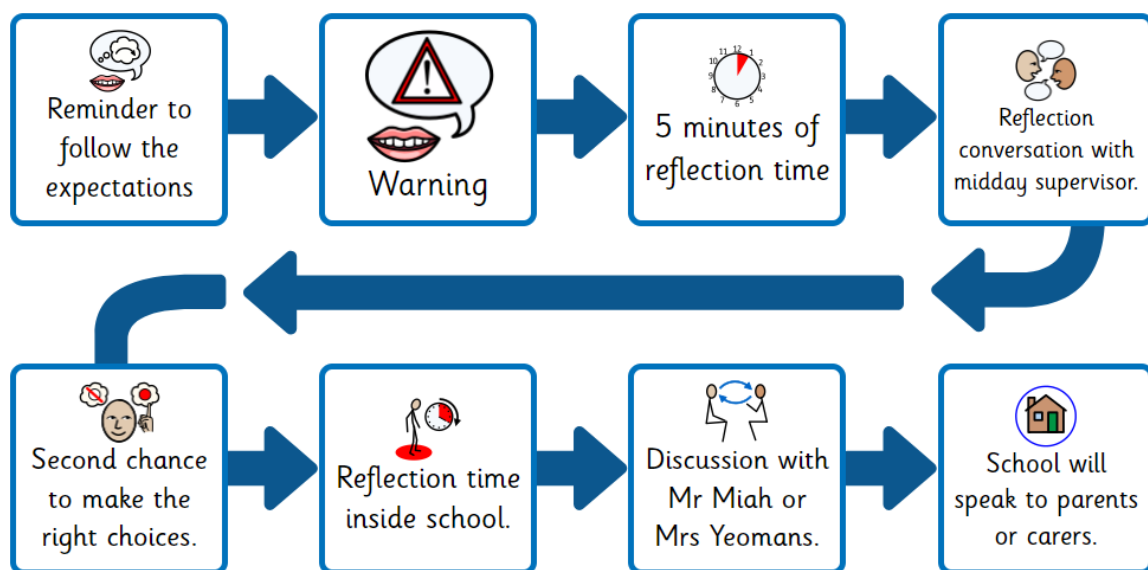 Reminder to
follow the
expectations
Warning
12
1
2
3
4
5
6
7
8
9
10
11
5 minutes of
reflection time
Reflection
conversation with
midday supervisor.
Second chance
to make the
right choices.
Reflection time
inside school.
Discussion with
Mr Miah or
Mrs Yeomans.
School will
speak to parents
or carers.